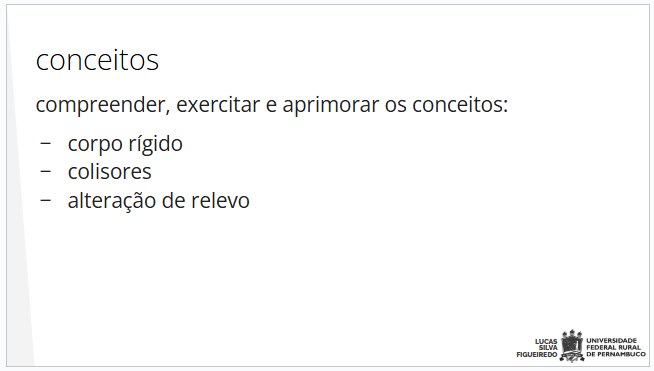 conceitos
compreender, exercitar e aprimorar os conceitos:
– corpo rígido
– colisores
– alteração de relevo
LUCAS
SILVA
FIGUEIREDO
UNIVERSIDADE
FEDERAL RURAL
DE PERNAMBUCO